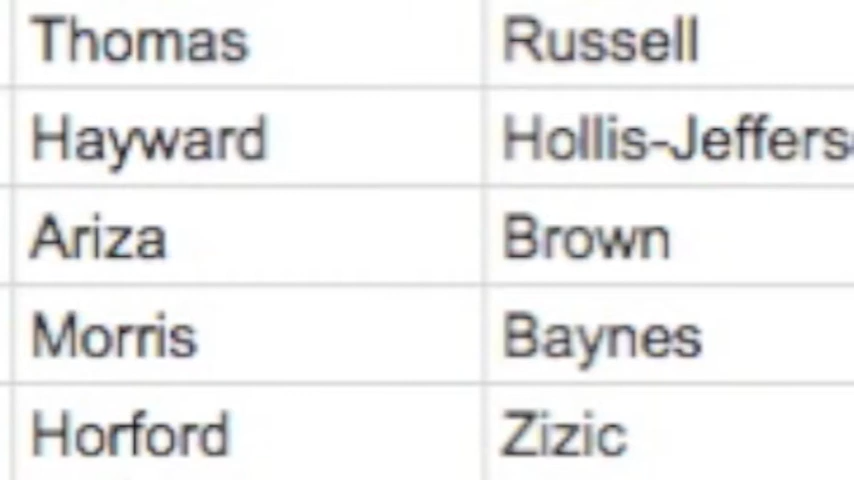 Thomas Russell
Hayward Hollis-Jeffers
Ariza Brown
Morris Baynes
Horford Zizic